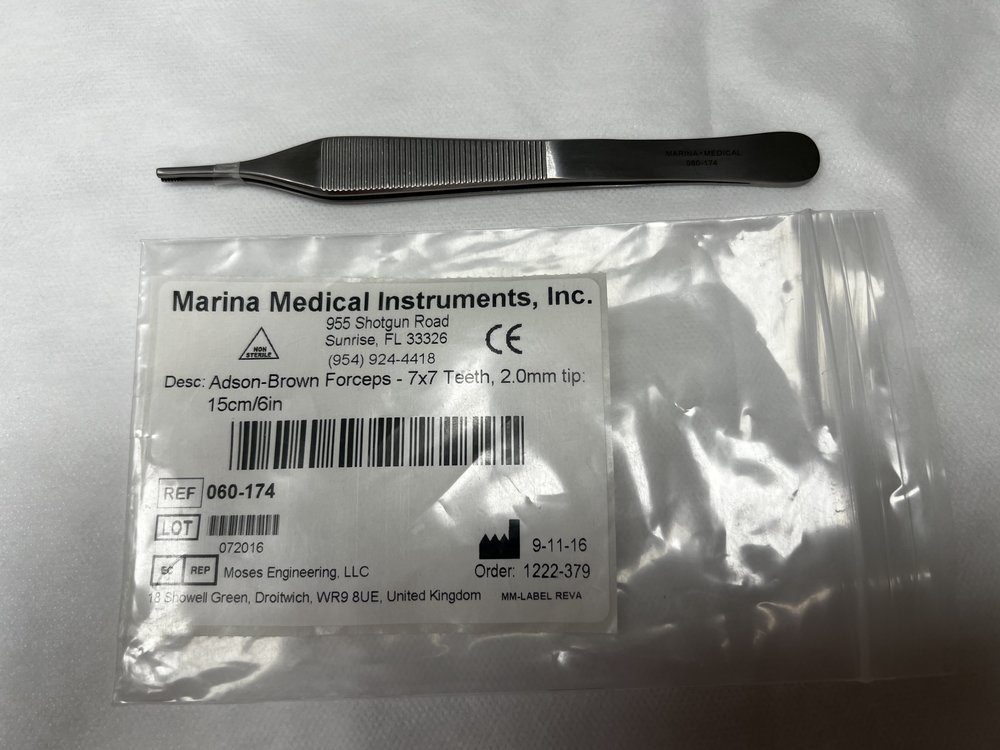 MARINA-MEDICAL
060-174
Marina Medical Instruments, Inc.
955 Shotgun Road
Sunrise, FL 33326
(954) 924-4418
NON
STERILE
CE
Desc: Adson-Brown Forceps - 7x7 Teeth, 2.0mm tip:
15cm/6in
REF 060-174
LOT
072016
9-11-16
EC REP Moses Engineering, LLC
Order: 1222-379
18 Showell Green, Droitwich, WR9 8UE, United Kingdom
MM-LABEL REVA